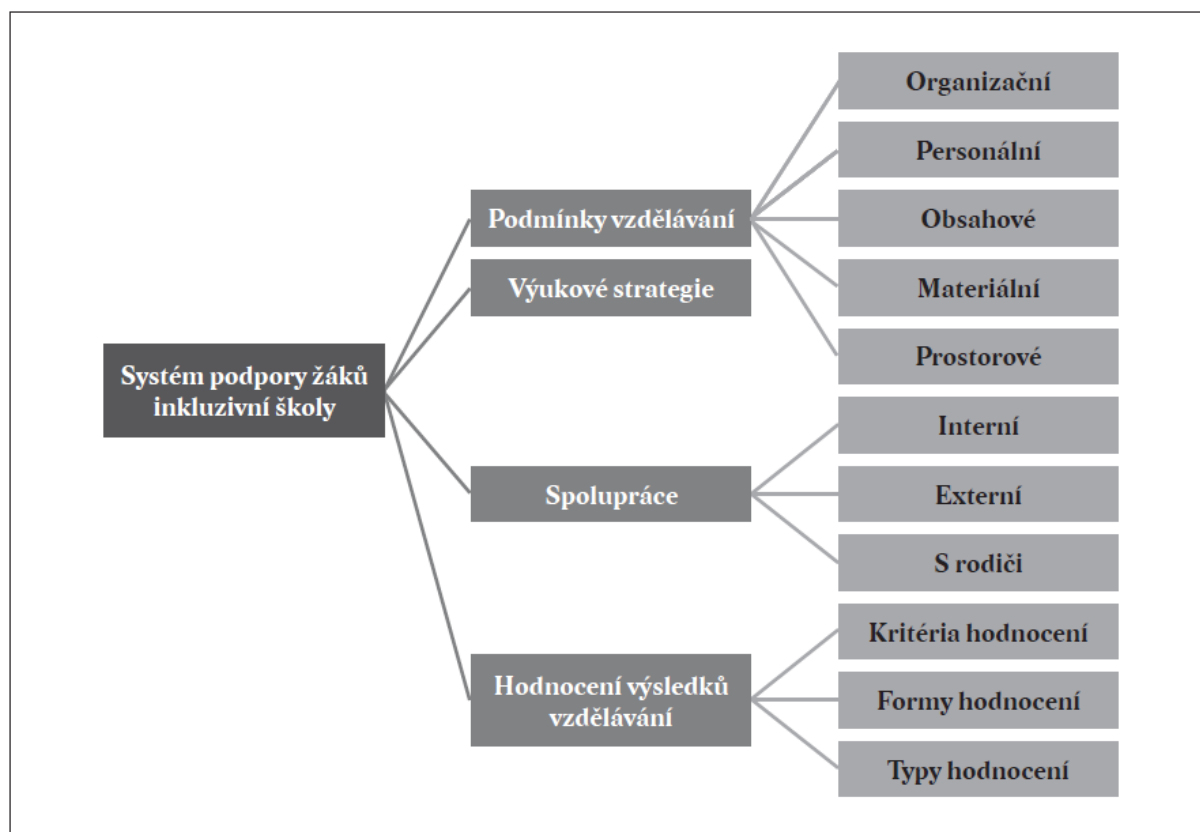 Systém podpory žáků
inkluzivní školy
Podmínky vzdělávání
Výukové strategie
Spolupráce
Hodnocení výsledků
vzdělávání
Organizační
Personální
Obsahové
Materiální
Prostorové
Interní
Externí
S rodiči
Kritéria hodnocení
Formy hodnocení
Typy hodnocení